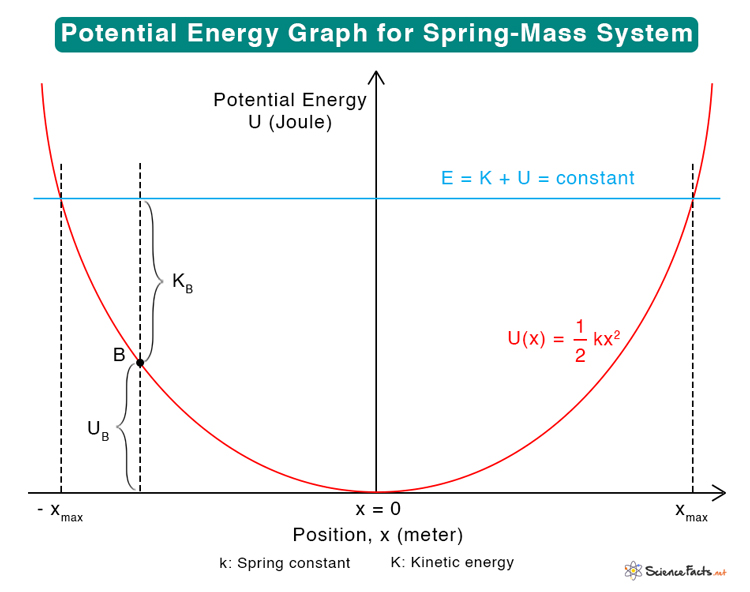 Potential Energy Graph for Spring-Mass System
Potential Energy
U (Joule)
E = K + U = constant
K_B
U(x) = 1/2 kx²
B
U_B
- x_max
x = 0
x_max
Position, x (meter)
k: Spring constant
K: Kinetic energy
ScienceFacts.net